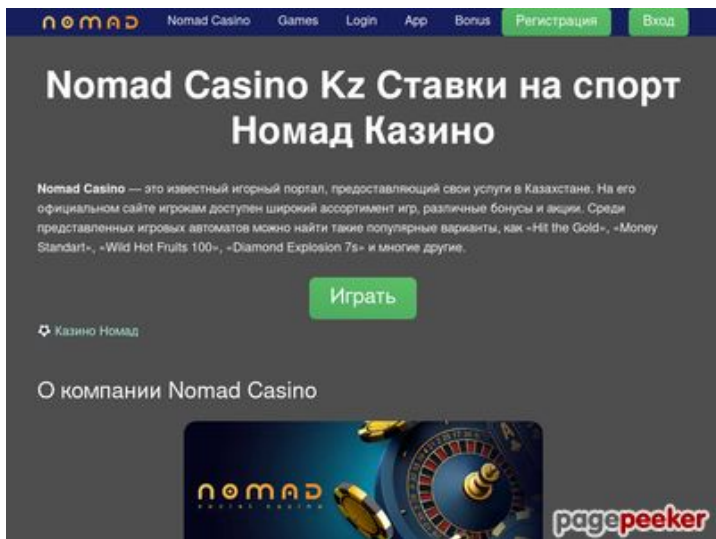 NOMAD Nomad Casino Games Login App Bonus Регистрация Вход
Nomad Casino Kz Ставки на спорт
Номад Казино
Nomad Casino — это известный игорный портал, предоставляющий свои услуги в Казахстане. На его
официальном сайте игрокам доступен широкий ассортимент игр, различные бонусы и акции. Среди
представленных игровых автоматов можно найти такие популярные варианты, как «Hit the Gold», «Money
Standart», «Wild Hot Fruits 100», «Diamond Explosion 7s» и многие другие.
Играть
Казино Номад
О компании Nomad Casino
NOMAD
social casino
pagepeeker